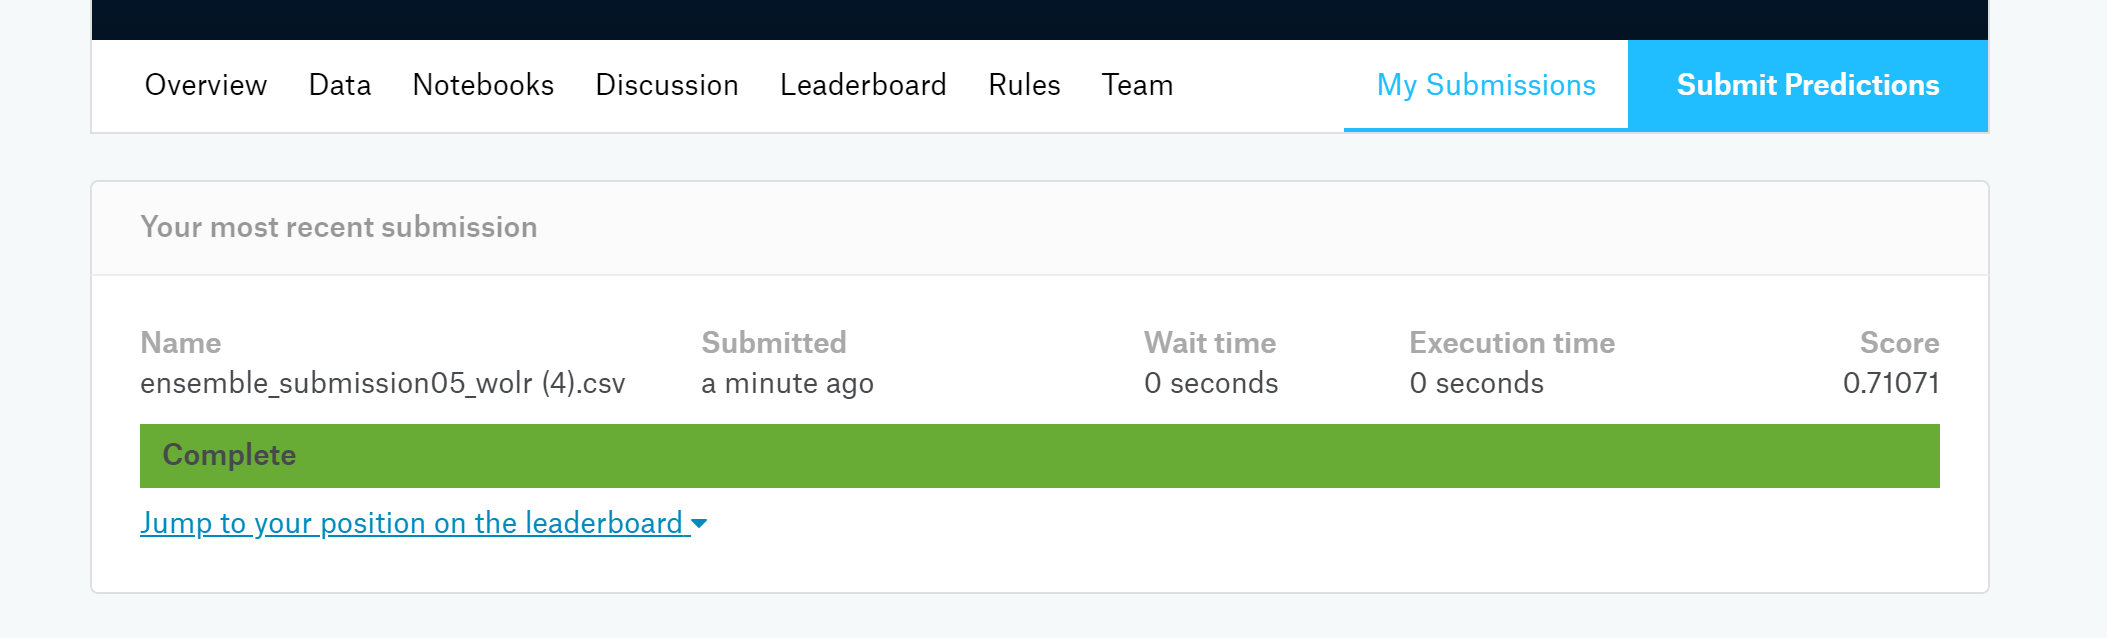 Overview Data Notebooks Discussion Leaderboard Rules Team My Submissions Submit Predictions
Your most recent submission
Name Submitted Wait time Execution time Score
ensemble_submission05_wolr (4).csv a minute ago 0 seconds 0 seconds 0.71071
Complete
Jump to your position on the leaderboard